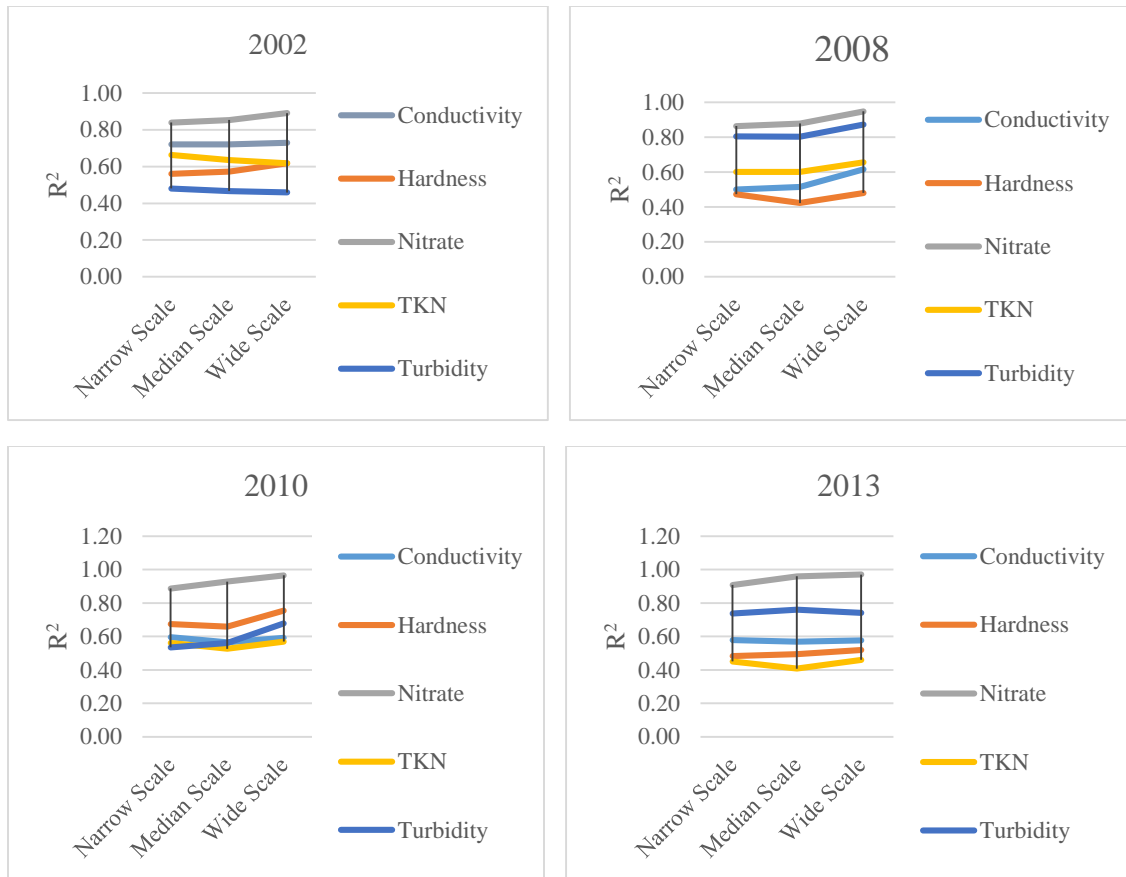 2002
1.00
0.80
0.60
0.40
0.20
0.00
R²
Narrow Scale
Median Scale
Wide Scale
Conductivity
Hardness
Nitrate
TKN
Turbidity
2008
1.00
0.80
0.60
0.40
0.20
0.00
R²
Narrow Scale
Median Scale
Wide Scale
Conductivity
Hardness
Nitrate
TKN
Turbidity
2010
1.20
1.00
0.80
0.60
0.40
0.20
0.00
R²
Narrow Scale
Median Scale
Wide Scale
Conductivity
Hardness
Nitrate
TKN
Turbidity
2013
1.20
1.00
0.80
0.60
0.40
0.20
0.00
R²
Narrow Scale
Median Scale
Wide Scale
Conductivity
Hardness
Nitrate
TKN
Turbidity